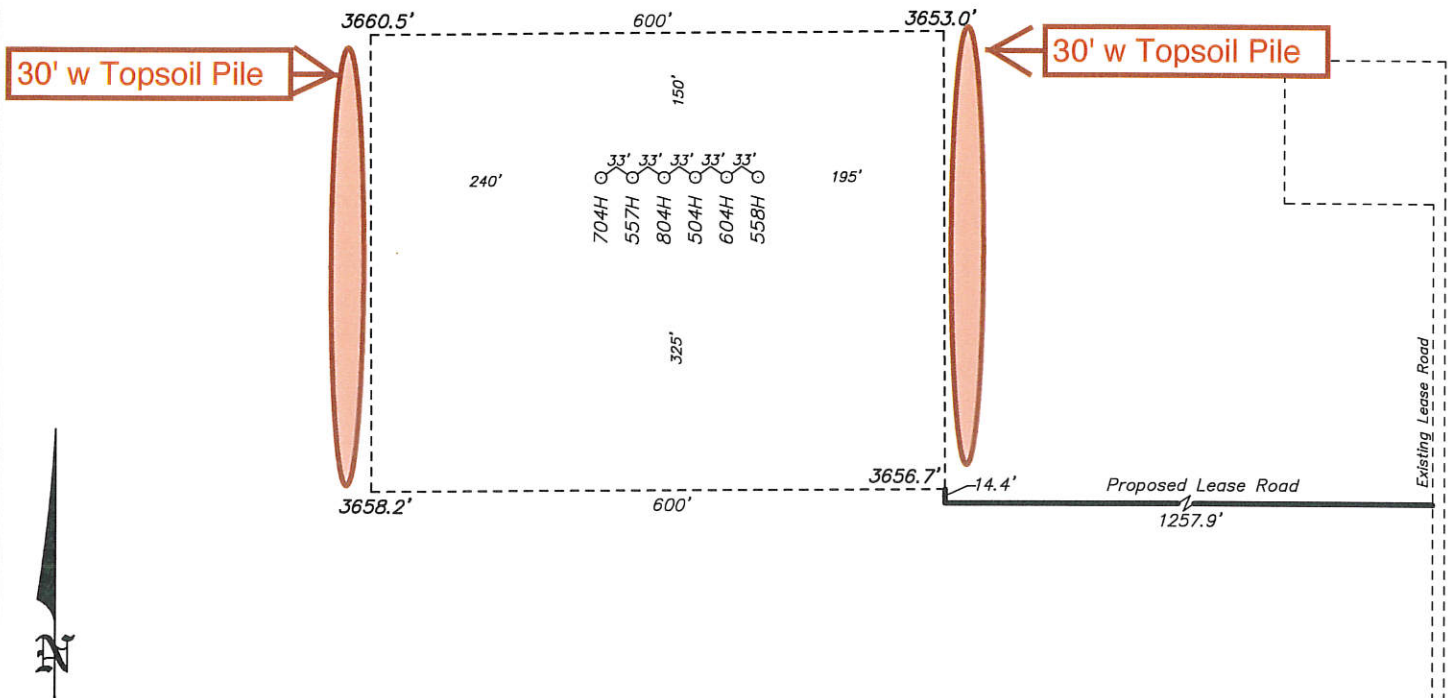 3660.5' 600' 3653.0'
30' w Topsoil Pile
30' w Topsoil Pile
150'
33' 33' 33' 33' 33'
240' 195'
704H
557H
804H
504H
604H
558H
325'
Existing Lease Road
3656.7'
14.4' Proposed Lease Road
3658.2' 600' 1257.9'
N